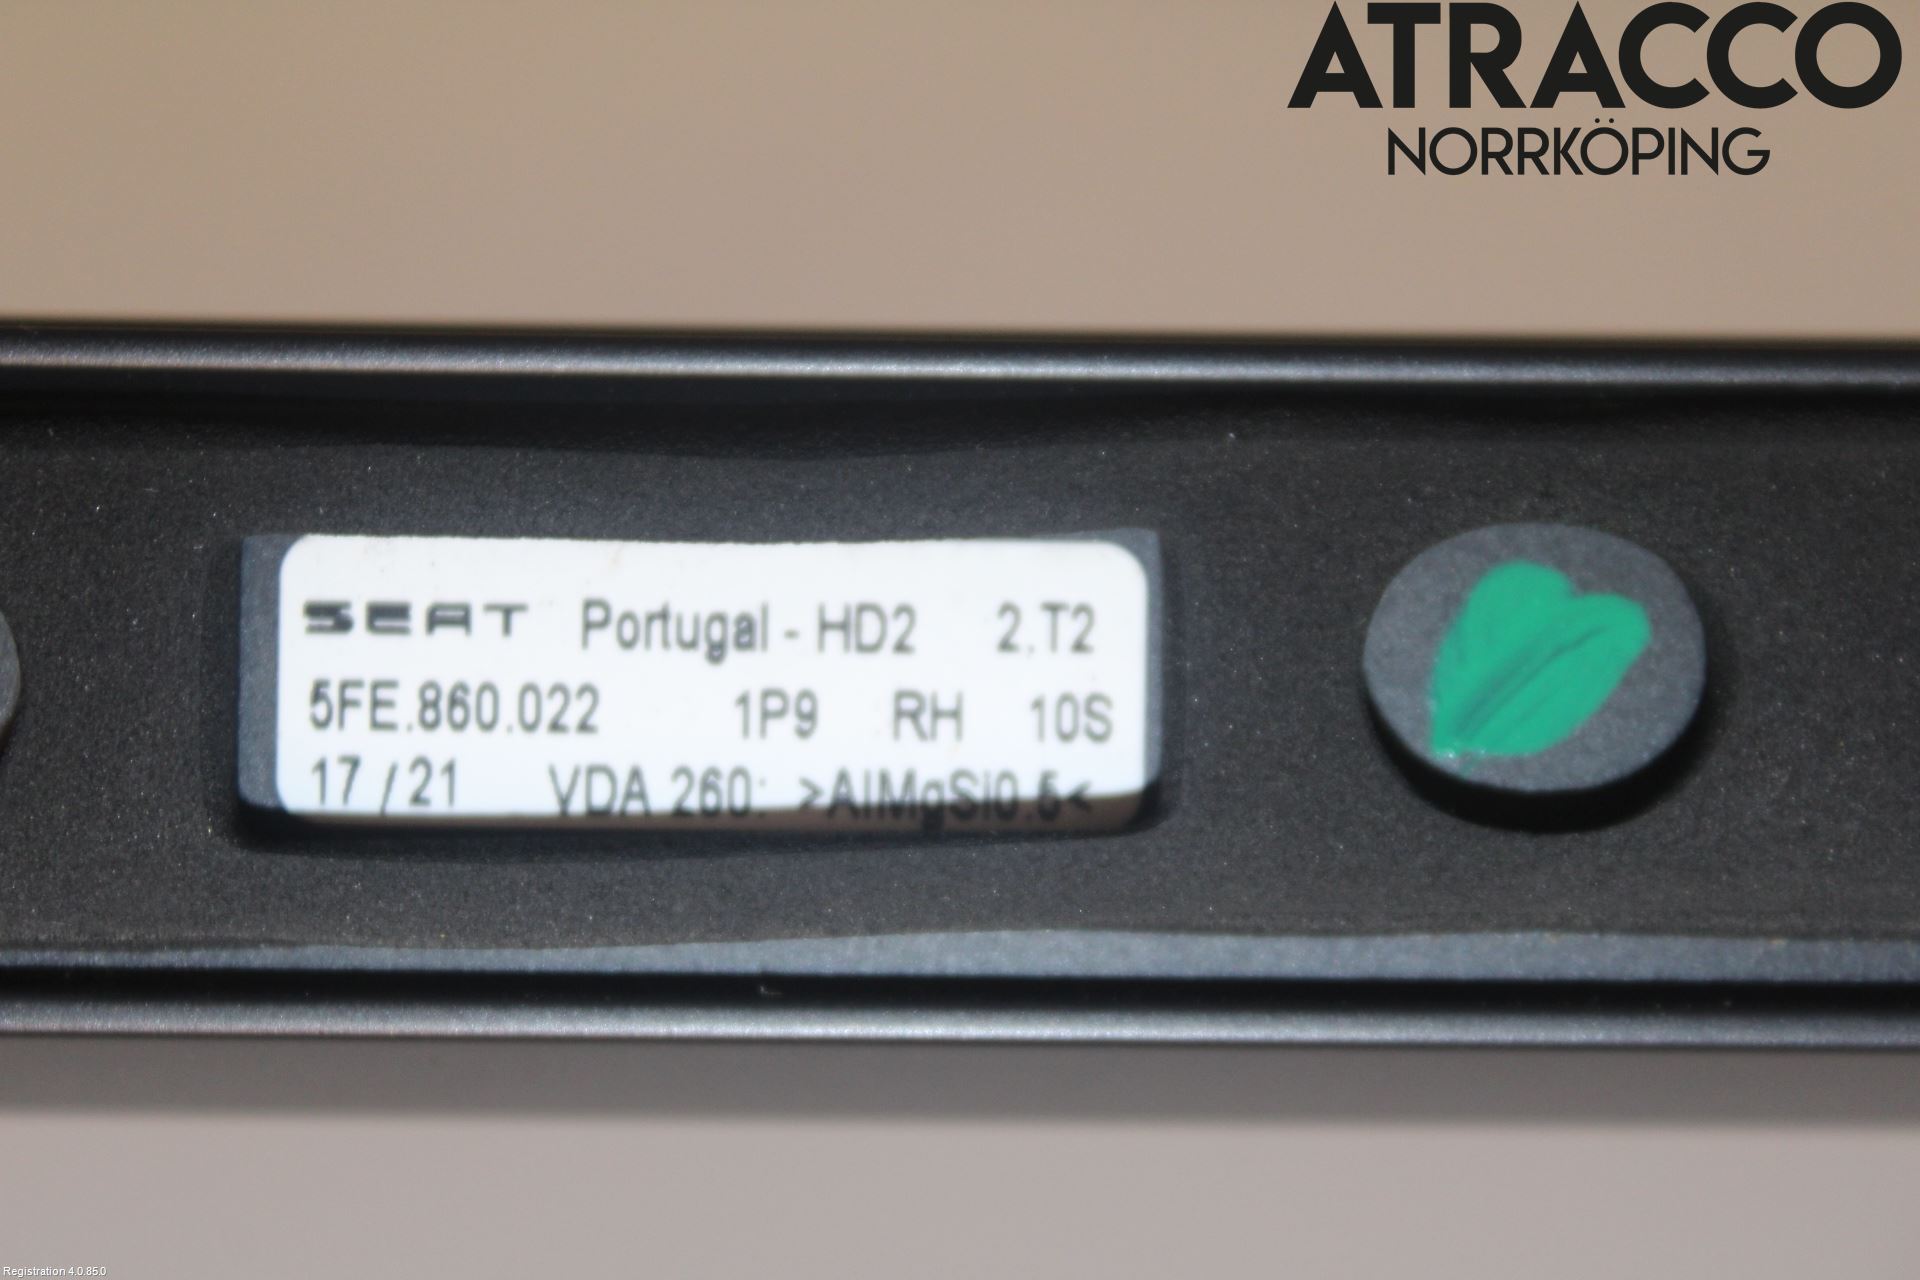 ATRACCO
NORRKÖPING
SEAT Portugal - HD2 2.T2
5FE.860.022 1P9 RH 10S
17 / 21 VDA 260: >AlMgSi0.5<
Registration 4.0.85.0